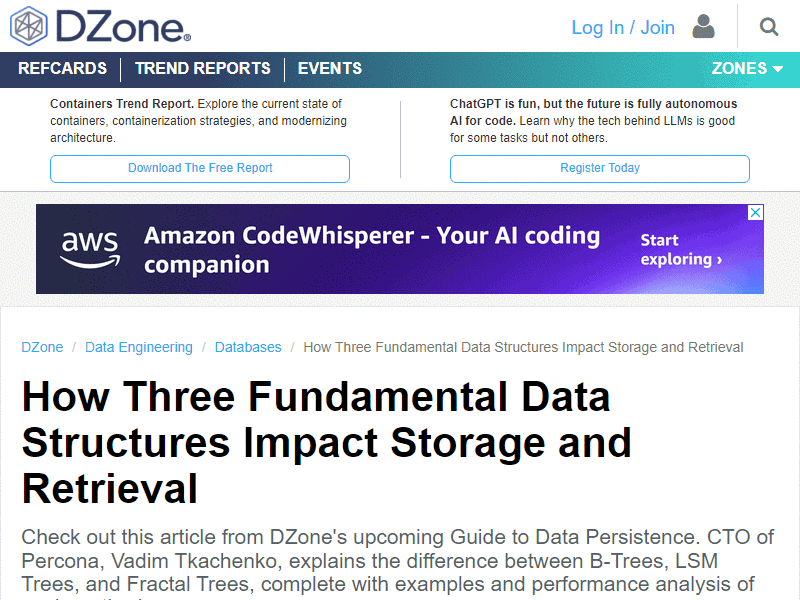 DZone.
Log In / Join
REFCARDS
TREND REPORTS
EVENTS
ZONES
Containers Trend Report. Explore the current state of
containers, containerization strategies, and modernizing
architecture.
Download The Free Report
ChatGPT is fun, but the future is fully autonomous
AI for code. Learn why the tech behind LLMs is good
for some tasks but not others.
Register Today
aws
Amazon CodeWhisperer - Your AI coding
companion
Start
exploring ›
DZone / Data Engineering / Databases / How Three Fundamental Data Structures Impact Storage and Retrieval
How Three Fundamental Data
Structures Impact Storage and
Retrieval
Check out this article from DZone's upcoming Guide to Data Persistence. CTO of
Percona, Vadim Tkachenko, explains the difference between B-Trees, LSM
Trees, and Fractal Trees, complete with examples and performance analysis of